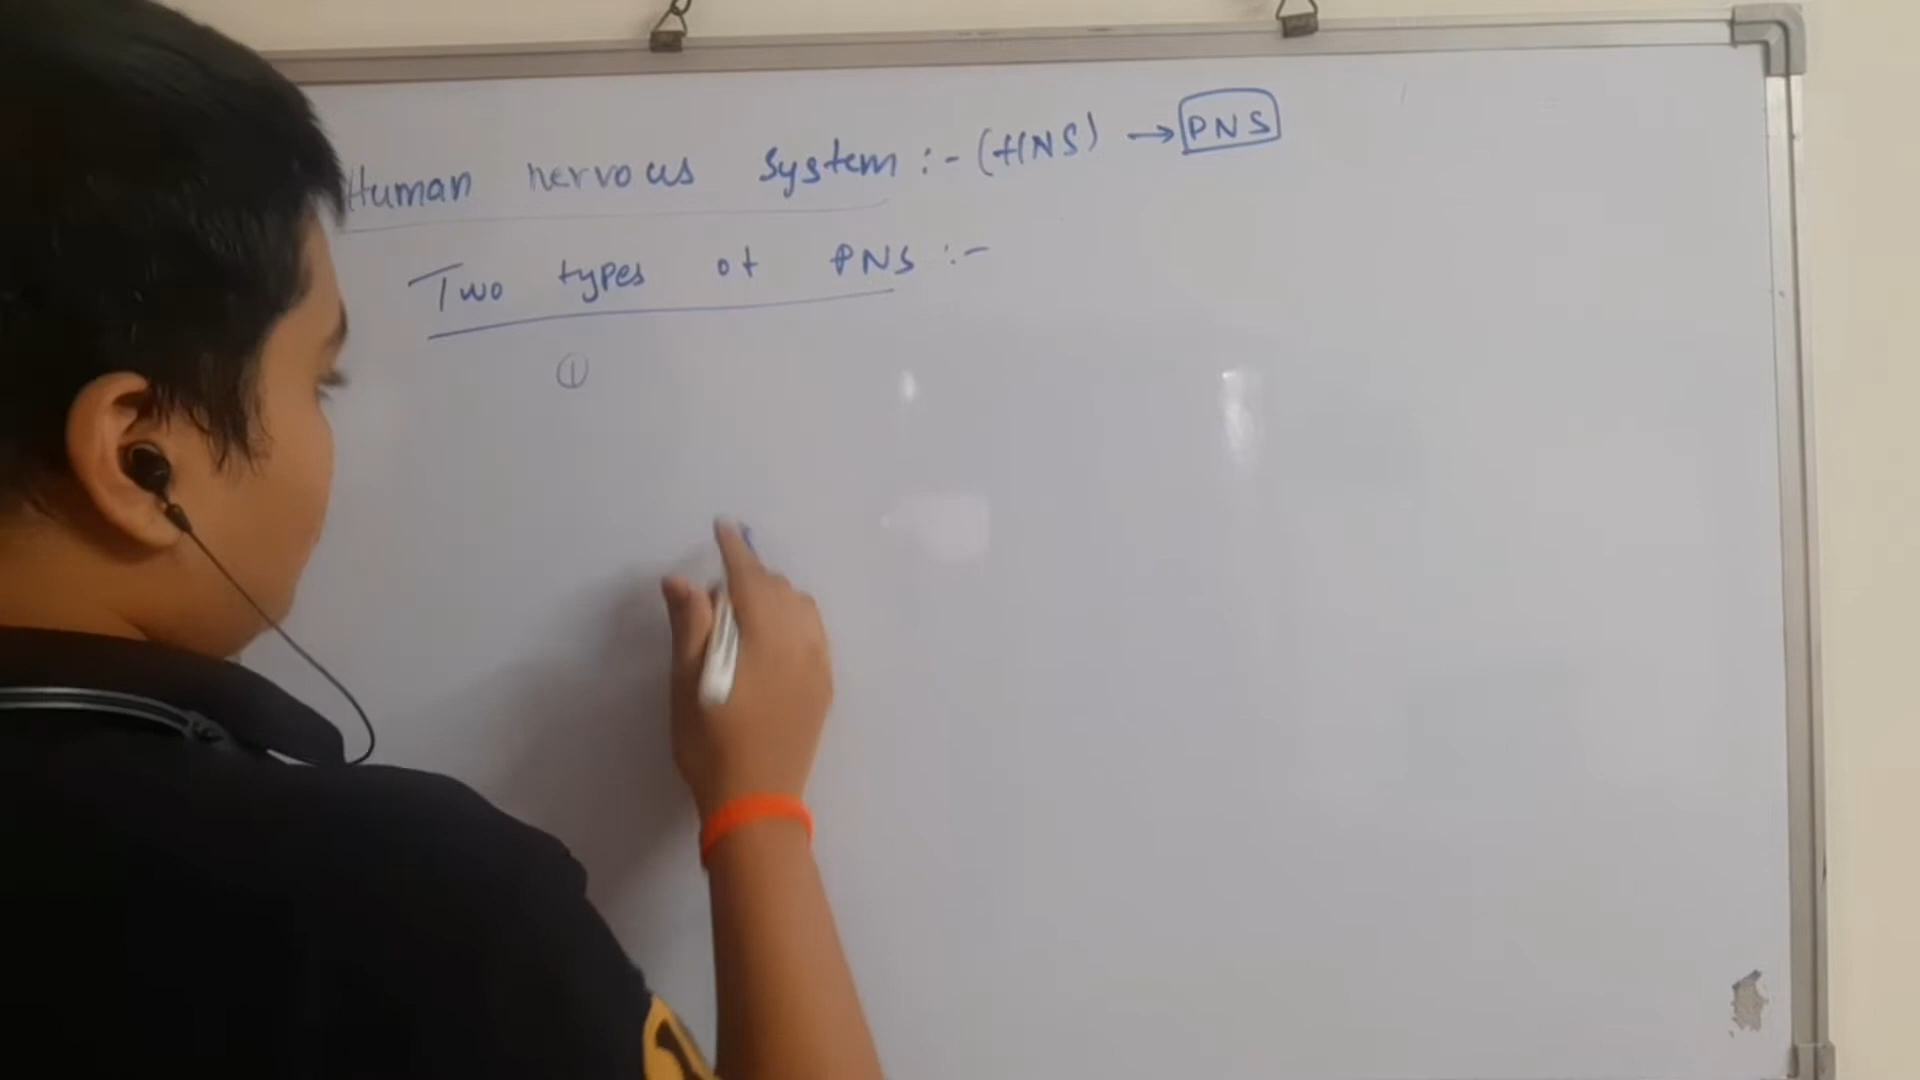 Human nervous system :- (HNS) → PNS
Two types of PNS :-
①